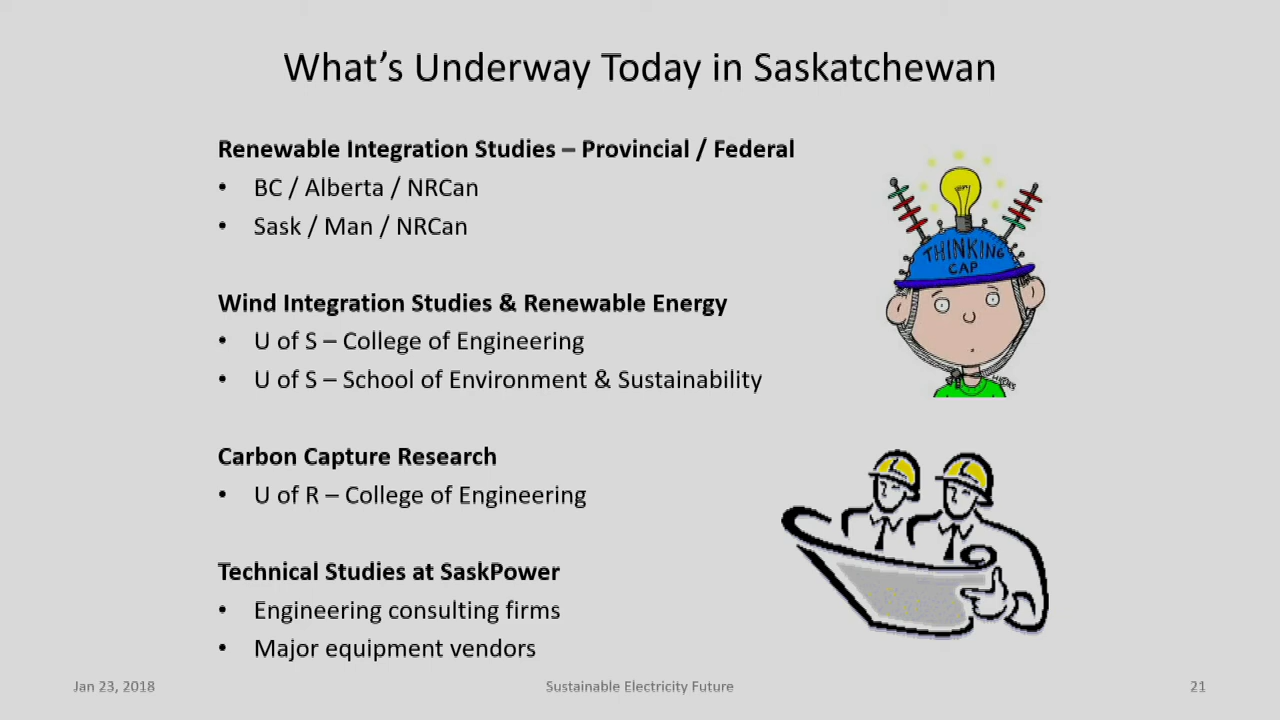 What's Underway Today in Saskatchewan
Renewable Integration Studies – Provincial / Federal
• BC / Alberta / NRCan
• Sask / Man / NRCan
THINKING
CAP
Wind Integration Studies & Renewable Energy
• U of S – College of Engineering
• U of S – School of Environment & Sustainability
Carbon Capture Research
• U of R – College of Engineering
Technical Studies at SaskPower
• Engineering consulting firms
• Major equipment vendors
Jan 23, 2018
Sustainable Electricity Future
21